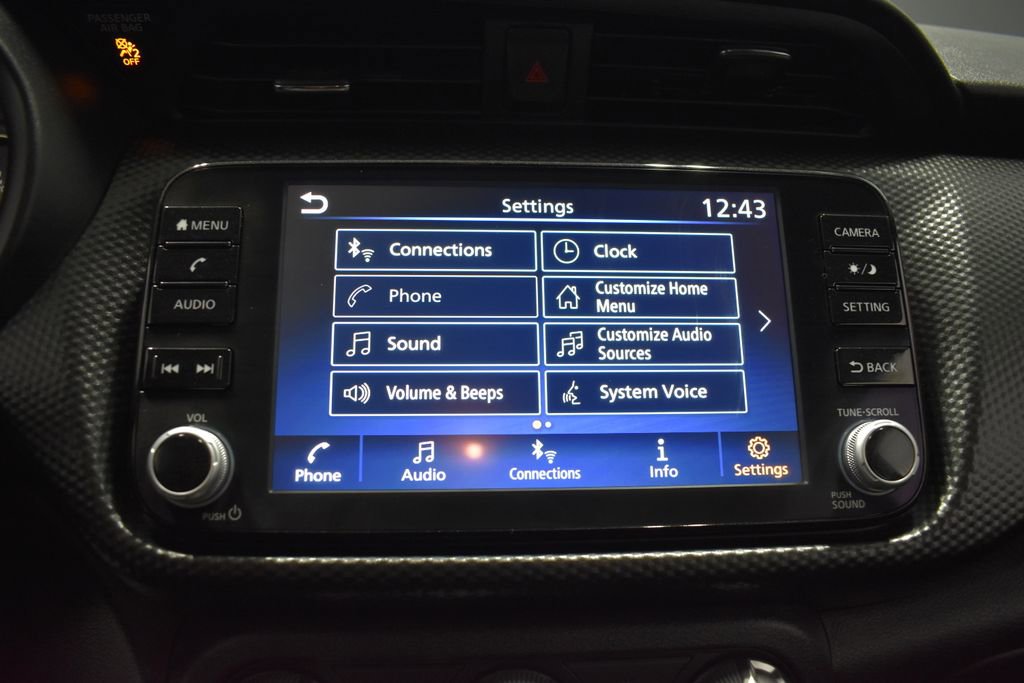 PASSENGER
AIR BAG
2
OFF
Settings
12:43
MENU
CAMERA
Connections
Clock
Phone
Customize Home
Menu
AUDIO
SETTING
Sound
Customize Audio
Sources
BACK
Volume & Beeps
System Voice
VOL
TUNE·SCROLL
Phone
Audio
Connections
Info
Settings
PUSH
PUSH
SOUND